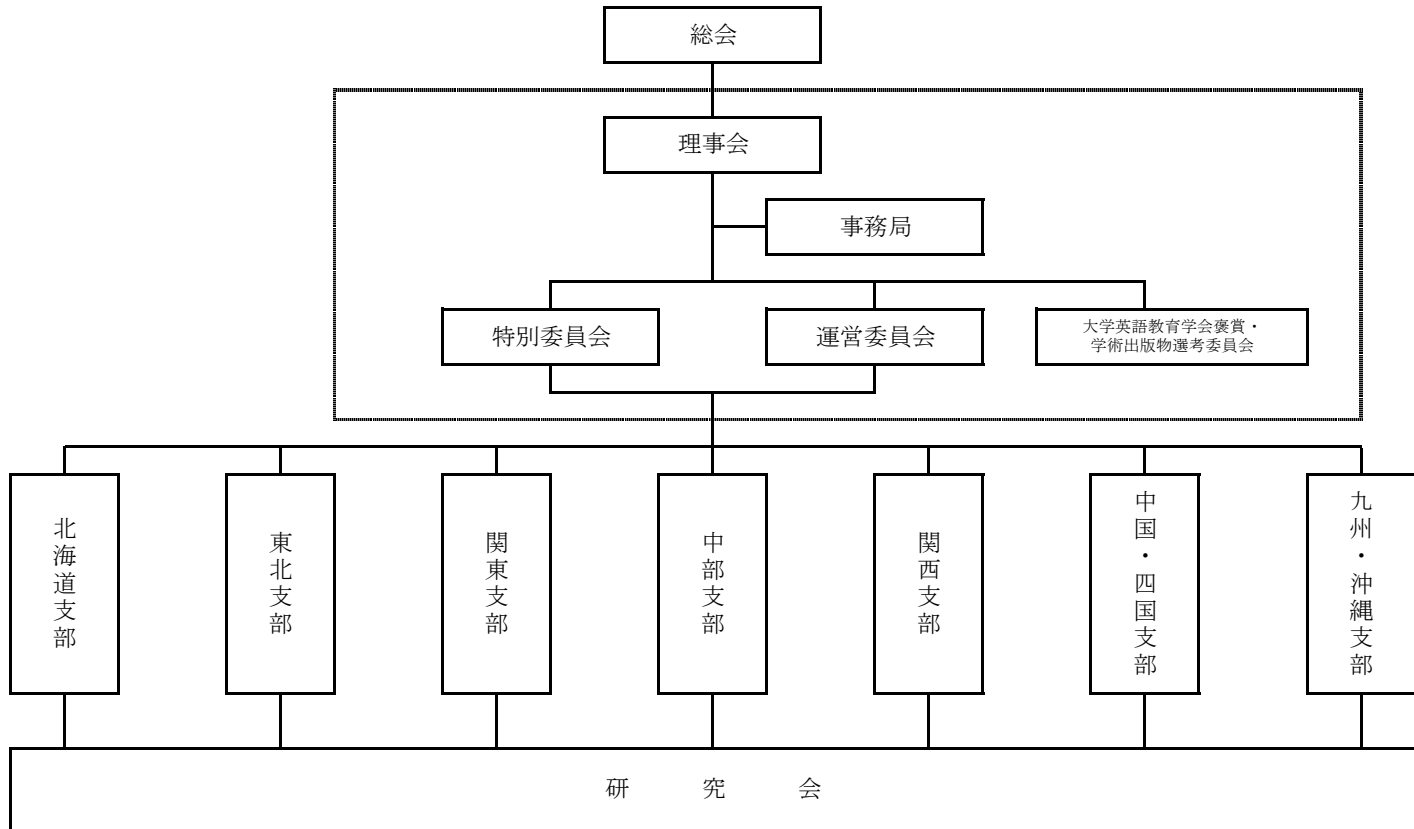 総会
理事会
事務局
特別委員会
運営委員会
大学英語教育学会褒賞・
学術出版物選考委員会
北海道支部
東北支部
関東支部
中部支部
関西支部
中国・四国支部
九州・沖縄支部
研究会